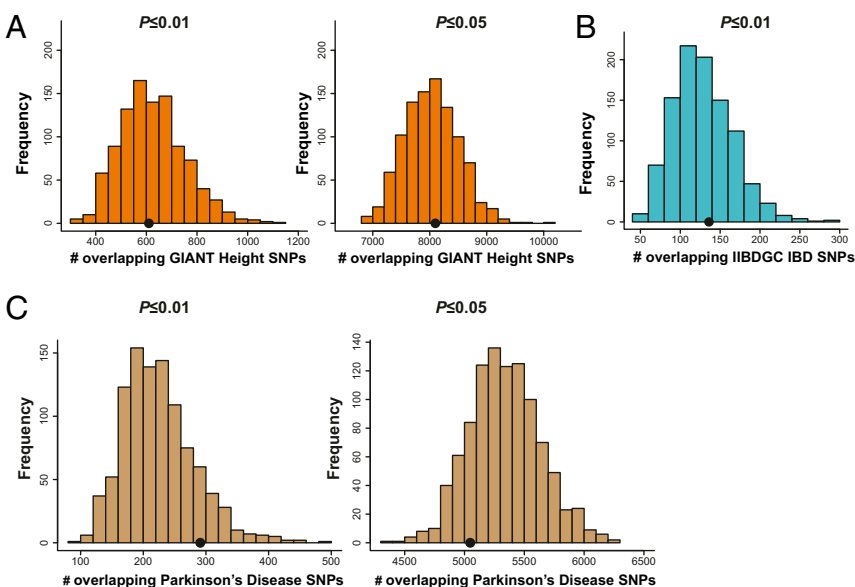 A
P≤0.01
Frequency
0
50
100
150
200
400
600
800
1000
1200
# overlapping GIANT Height SNPs
P≤0.05
Frequency
0
50
100
150
200
7000
8000
9000
10000
# overlapping GIANT Height SNPs
B
P≤0.01
Frequency
0
50
100
150
200
50
100
150
200
250
300
# overlapping IIBDGC IBD SNPs
C
P≤0.01
Frequency
0
50
100
150
100
200
300
400
500
# overlapping Parkinson's Disease SNPs
P≤0.05
Frequency
0
20
40
60
80
100
120
140
4500
5000
5500
6000
6500
# overlapping Parkinson's Disease SNPs